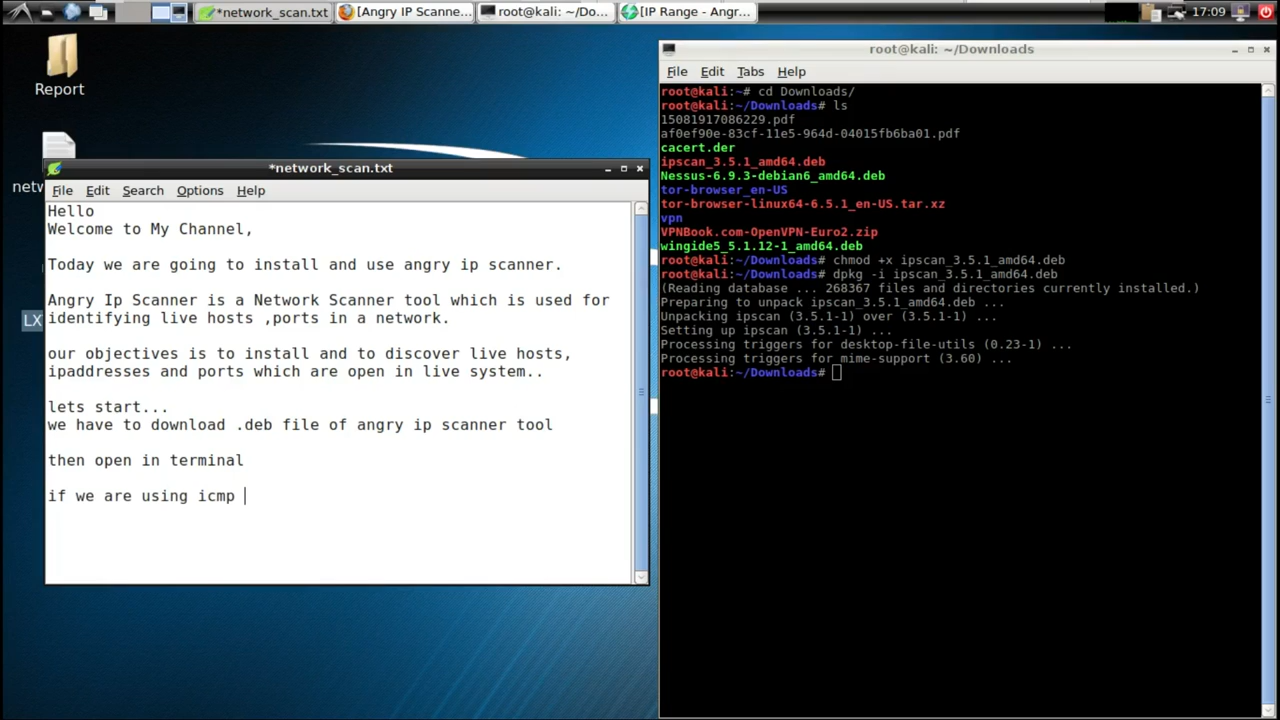 *network_scan.txt
[Angry IP Scanne...
root@kali: ~/Do...
[IP Range - Angr...
17:09
Report
netw
LX
*network_scan.txt
File Edit Search Options Help
Hello
Welcome to My Channel,
Today we are going to install and use angry ip scanner.
Angry Ip Scanner is a Network Scanner tool which is used for
identifying live hosts ,ports in a network.
our objectives is to install and to discover live hosts,
ipaddresses and ports which are open in live system..
lets start...
we have to download .deb file of angry ip scanner tool
then open in terminal
if we are using icmp
root@kali: ~/Downloads
File Edit Tabs Help
root@kali:~# cd Downloads/
root@kali:~/Downloads# ls
15081917086229.pdf
af0ef90e-83cf-11e5-964d-04015fb6ba01.pdf
cacert.der
ipscan_3.5.1_amd64.deb
Nessus-6.9.3-debian6_amd64.deb
tor-browser_en-US
tor-browser-linux64-6.5.1_en-US.tar.xz
vpn
VPNBook.com-OpenVPN-Euro2.zip
wingide5_5.1.12-1_amd64.deb
root@kali:~/Downloads# chmod +x ipscan_3.5.1_amd64.deb
root@kali:~/Downloads# dpkg -i ipscan_3.5.1_amd64.deb
(Reading database ... 268367 files and directories currently installed.)
Preparing to unpack ipscan_3.5.1_amd64.deb ...
Unpacking ipscan (3.5.1-1) over (3.5.1-1) ...
Setting up ipscan (3.5.1-1) ...
Processing triggers for desktop-file-utils (0.23-1) ...
Processing triggers for mime-support (3.60) ...
root@kali:~/Downloads#